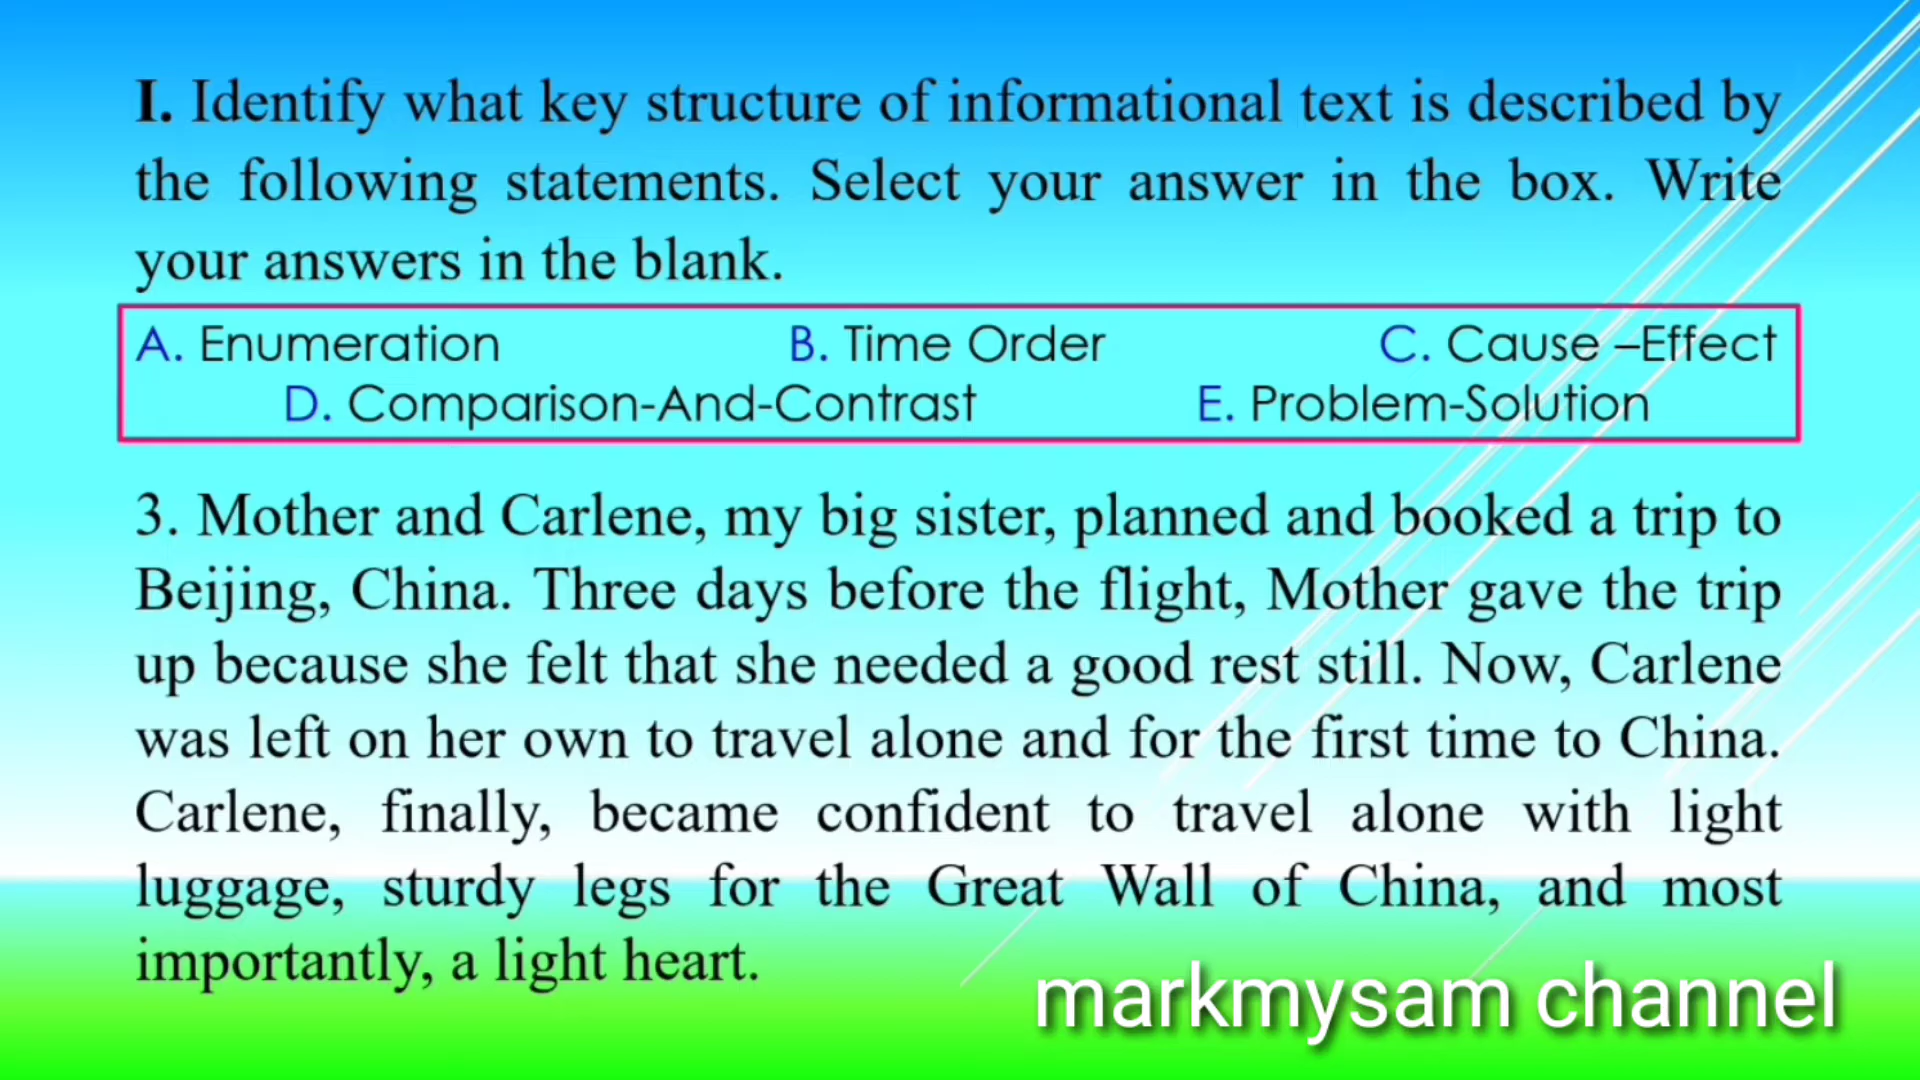 I. Identify what key structure of informational text is described by
the following statements. Select your answer in the box. Write
your answers in the blank.
A. Enumeration B. Time Order C. Cause –Effect
D. Comparison-And-Contrast E. Problem-Solution
3. Mother and Carlene, my big sister, planned and booked a trip to
Beijing, China. Three days before the flight, Mother gave the trip
up because she felt that she needed a good rest still. Now, Carlene
was left on her own to travel alone and for the first time to China.
Carlene, finally, became confident to travel alone with light
luggage, sturdy legs for the Great Wall of China, and most
importantly, a light heart.
markmysam channel